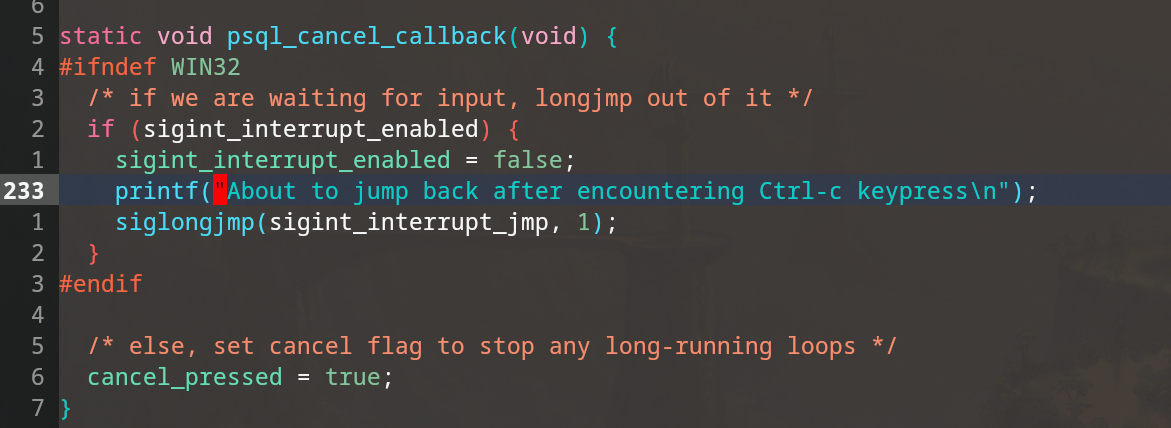 6
5 static void psql_cancel_callback(void) {
4 #ifndef WIN32
3   /* if we are waiting for input, longjmp out of it */
2   if (sigint_interrupt_enabled) {
1     sigint_interrupt_enabled = false;
233     printf("About to jump back after encountering Ctrl-c keypress\n");
1     siglongjmp(sigint_interrupt_jmp, 1);
2   }
3 #endif
4
5   /* else, set cancel flag to stop any long-running loops */
6   cancel_pressed = true;
7 }